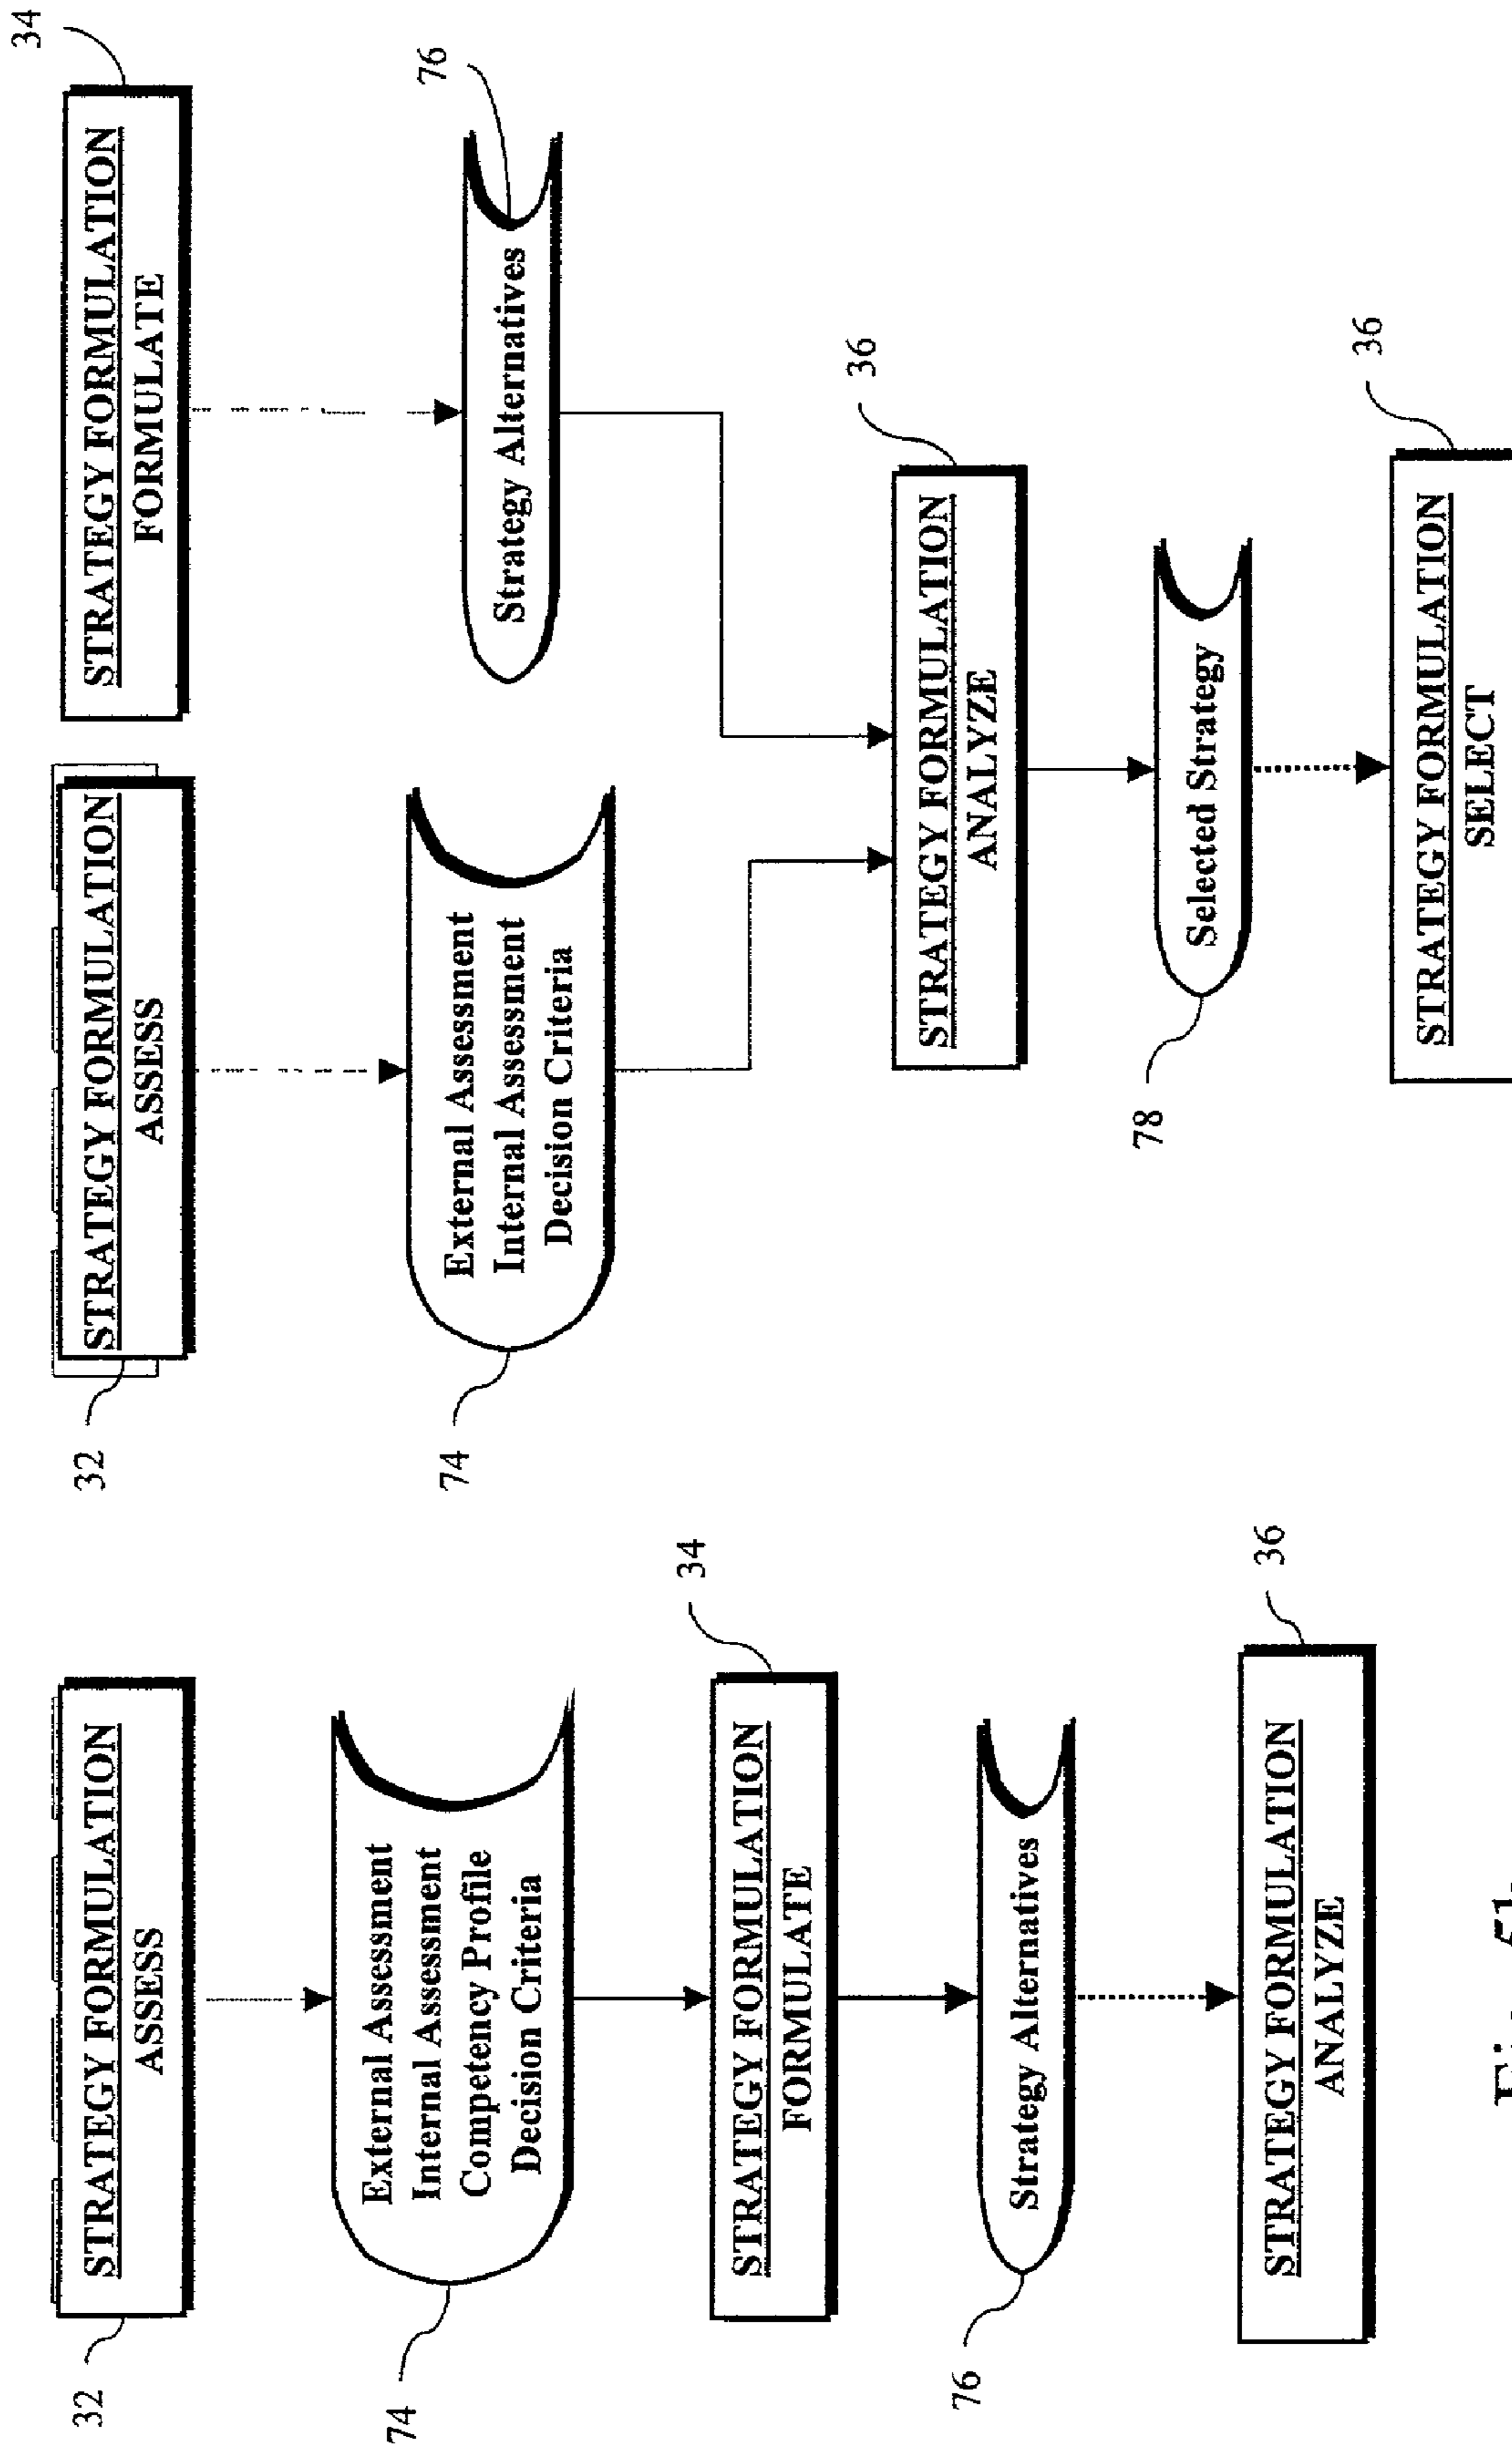 32
STRATEGY FORMULATION
ASSESS
74
External Assessment
Internal Assessment
Competency Profile
Decision Criteria
34
STRATEGY FORMULATION
FORMULATE
76
Strategy Alternatives
36
STRATEGY FORMULATION
ANALYZE
32
STRATEGY FORMULATION
ASSESS
34
STRATEGY FORMULATION
FORMULATE
74
External Assessment
Internal Assessment
Decision Criteria
76
Strategy Alternatives
36
STRATEGY FORMULATION
ANALYZE
78
Selected Strategy
36
STRATEGY FORMULATION
SELECT